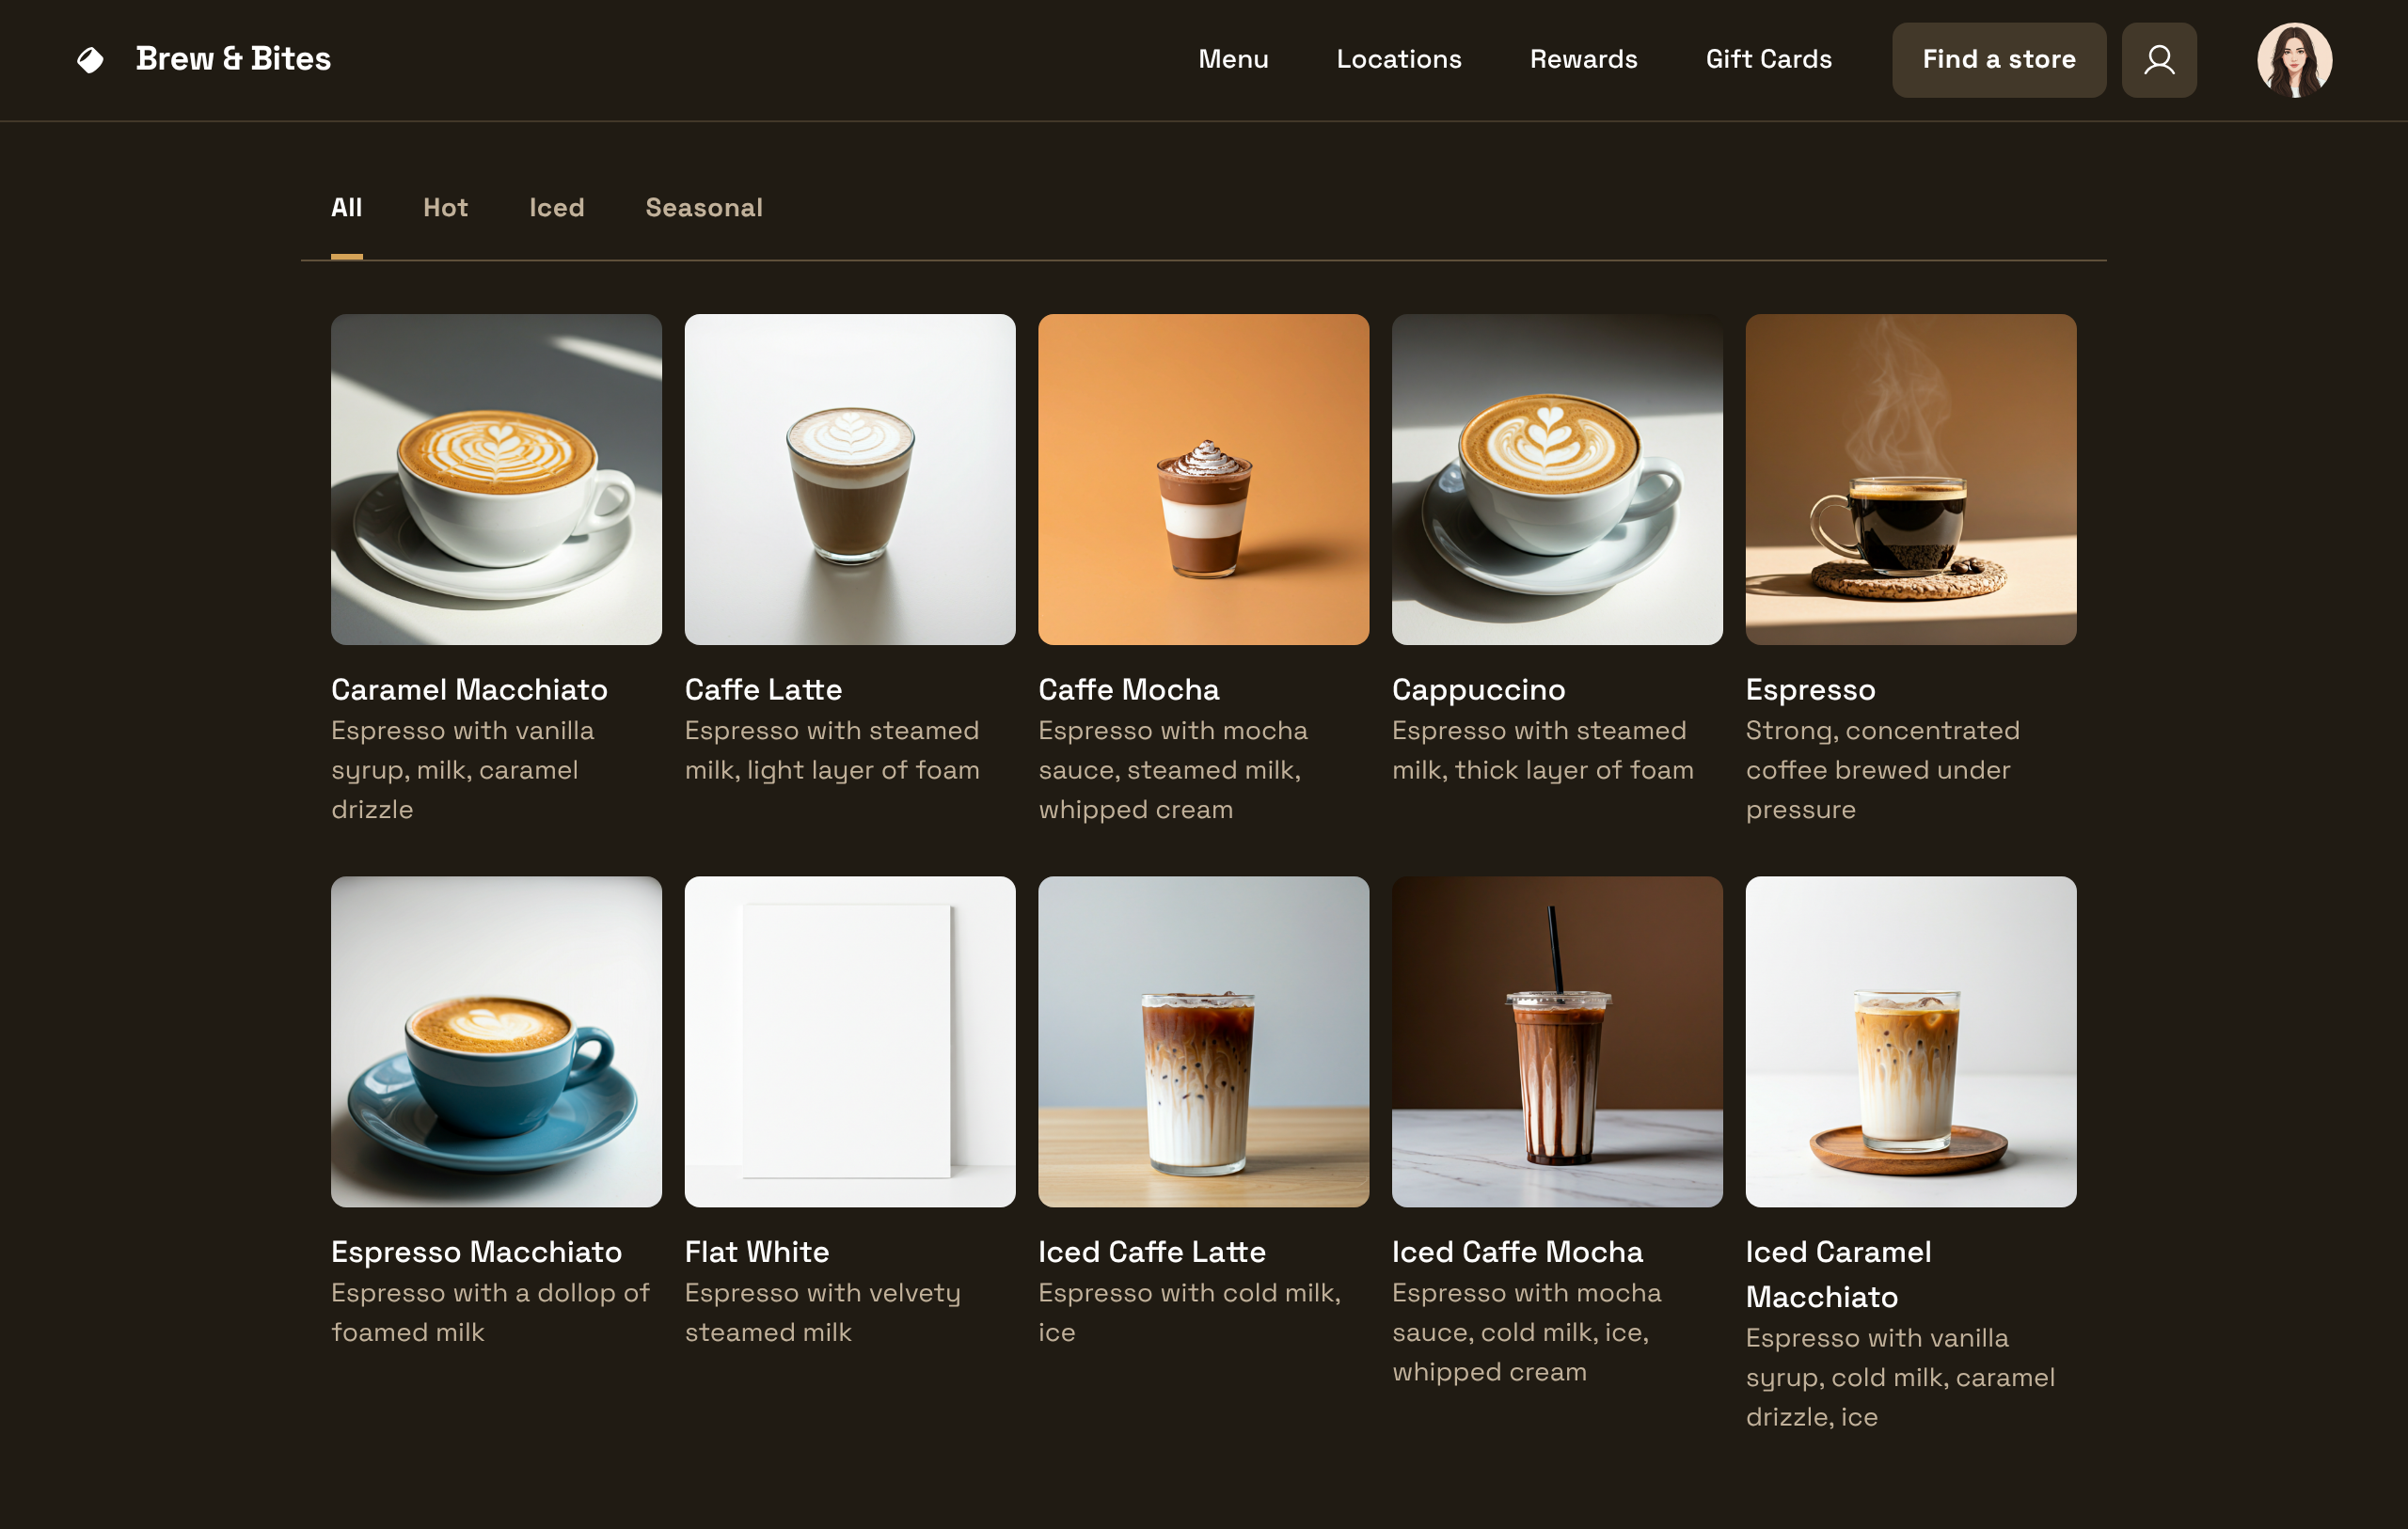 Brew & Bites
Menu
Locations
Rewards
Gift Cards
Find a store
All
Hot
Iced
Seasonal
Caramel Macchiato
Espresso with vanilla
syrup, milk, caramel
drizzle
Caffe Latte
Espresso with steamed
milk, light layer of foam
Caffe Mocha
Espresso with mocha
sauce, steamed milk,
whipped cream
Cappuccino
Espresso with steamed
milk, thick layer of foam
Espresso
Strong, concentrated
coffee brewed under
pressure
Espresso Macchiato
Espresso with a dollop of
foamed milk
Flat White
Espresso with velvety
steamed milk
Iced Caffe Latte
Espresso with cold milk,
ice
Iced Caffe Mocha
Espresso with mocha
sauce, cold milk, ice,
whipped cream
Iced Caramel
Macchiato
Espresso with vanilla
syrup, cold milk, caramel
drizzle, ice